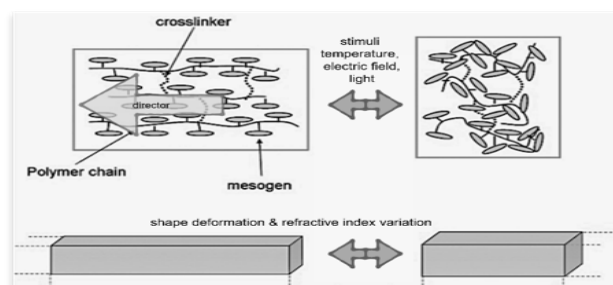 crosslinker
stimuli
temperature,
electric field,
light
director
Polymer chain
mesogen
shape deformation & refractive index variation